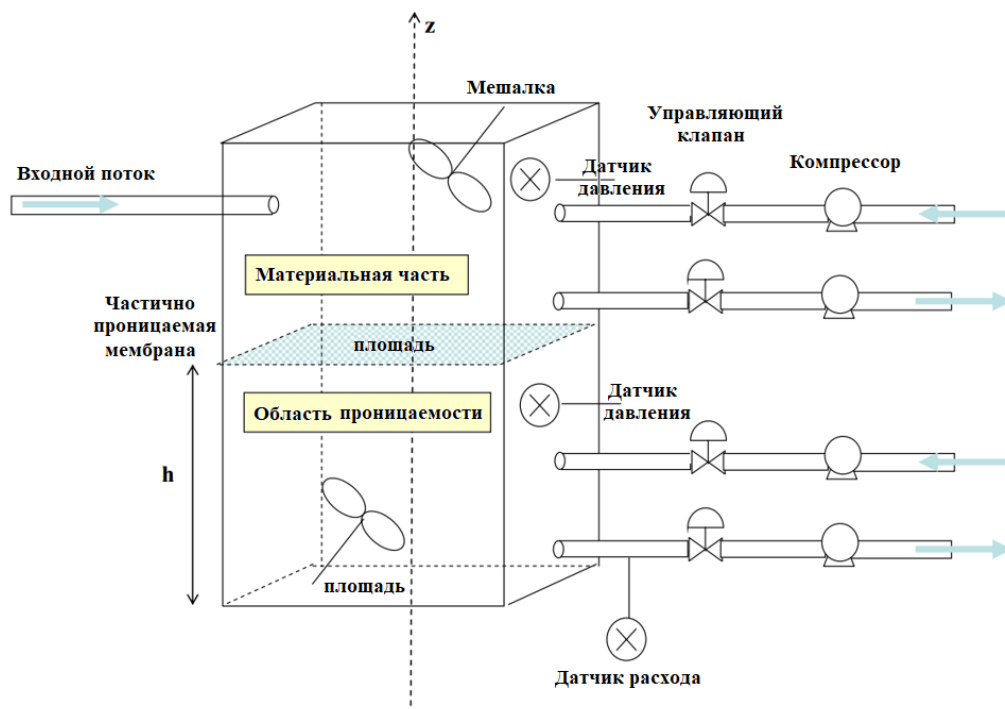 z
Мешалка
Управляющий
клапан
Компрессор
Входной поток
Датчик
давления
Материальная часть
Частично
проницаемая
мембрана
площадь
Датчик
давления
Область проницаемости
h
площадь
Датчик расхода